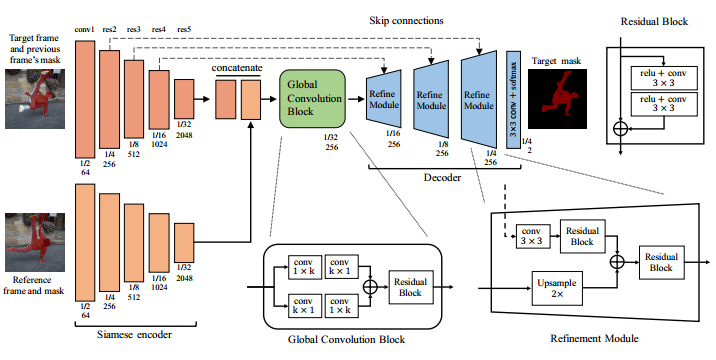 Target frame
and previous
frame's mask
conv1 res2 res3 res4 res5
1/2
64
1/4
256
1/8
512
1/16
1024
1/32
2048
concatenate
Skip connections
Global
Convolution
Block
1/32
256
Refine
Module
1/16
256
Refine
Module
1/8
256
Refine
Module
1/4
256
3×3 conv + softmax
1/4
2
Target mask
Decoder
Residual Block
relu + conv
3 × 3
relu + conv
3 × 3
Reference
frame and mask
1/2
64
1/4
256
1/8
512
1/16
1024
1/32
2048
Siamese encoder
conv
1 × k
conv
k × 1
conv
k × 1
conv
1 × k
Residual
Block
Global Convolution Block
conv
3 × 3
Residual
Block
Upsample
2×
Residual
Block
Refinement Module